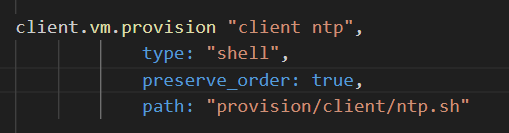 client.vm.provision "client ntp",
type: "shell",
preserve_order: true,
path: "provision/client/ntp.sh"